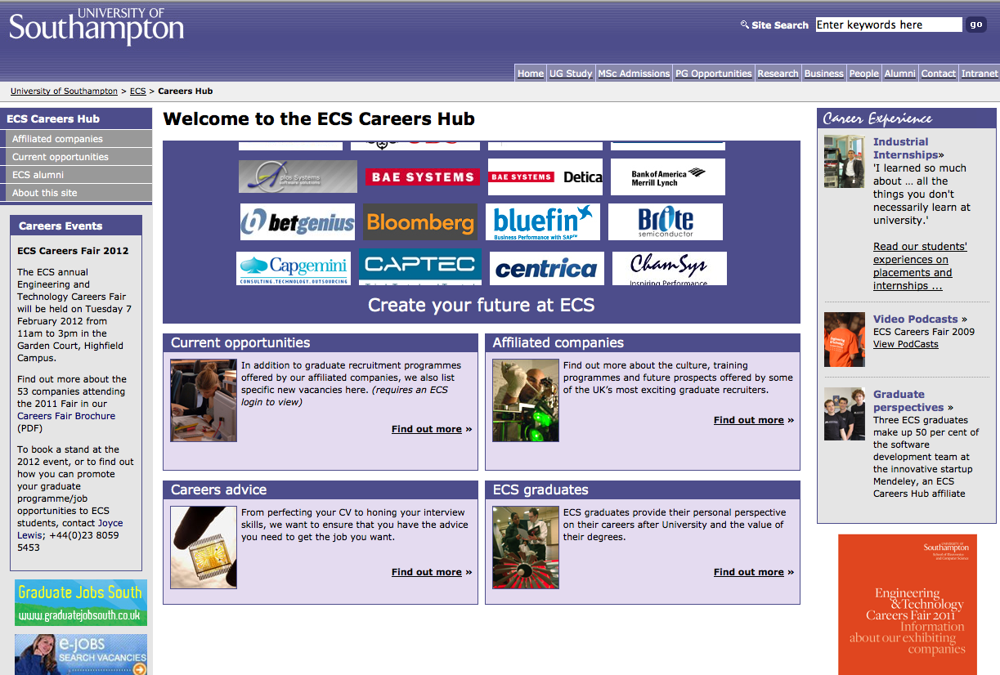 UNIVERSITY OF
Southampton
Site Search
Enter keywords here
go
Home
UG Study
MSc Admissions
PG Opportunities
Research
Business
People
Alumni
Contact
Intranet
University of Southampton > ECS > Careers Hub
ECS Careers Hub
Affiliated companies
Current opportunities
ECS alumni
About this site
Careers Events
ECS Careers Fair 2012
The ECS annual
Engineering and
Technology Careers Fair
will be held on Tuesday 7
February 2012 from
11am to 3pm in the
Garden Court, Highfield
Campus.
Find out more about the
53 companies attending
the 2011 Fair in our
Careers Fair Brochure
(PDF)
To book a stand at the
2012 event, or to find out
how you can promote
your graduate
programme/job
opportunities to ECS
students, contact Joyce
Lewis; +44(0)23 8059
5453
Graduate Jobs South
www.graduatejobsouth.co.uk
e-JOBS
SEARCH VACANCIES
Welcome to the ECS Careers Hub
Aplos Systems
software solutions
BAE SYSTEMS
BAE SYSTEMS Detica
Bank of America
Merrill Lynch
betgenius
Bloomberg
bluefin
Business Performance with SAP™
Brite
semiconductor
Capgemini
CONSULTING.TECHNOLOGY.OUTSOURCING
CAPTEC
centrica
ChamSys
Inspiring Performance
Create your future at ECS
Current opportunities
In addition to graduate recruitment programmes
offered by our affiliated companies, we also list
specific new vacancies here. (requires an ECS
login to view)
Find out more »
Affiliated companies
Find out more about the culture, training
programmes and future prospects offered by some
of the UK's most exciting graduate recruiters.
Find out more »
Careers advice
From perfecting your CV to honing your interview
skills, we want to ensure that you have the advice
you need to get the job you want.
Find out more »
ECS graduates
ECS graduates provide their personal perspective
on their careers after University and the value of
their degrees.
Find out more »
Career Experience
Industrial
Internships»
'I learned so much
about ... all the
things you don't
necessarily learn at
university.'
Read our students'
experiences on
placements and
internships ...
Video Podcasts »
ECS Careers Fair 2009
View PodCasts
Graduate
perspectives »
Three ECS graduates
make up 50 per cent of
the software
development team at
the innovative startup
Mendeley, an ECS
Careers Hub affiliate
UNIVERSITY OF
Southampton
School of Electronics
and Computer Science
Engineering
& Technology
Careers Fair 2011
Information
about our exhibiting
companies